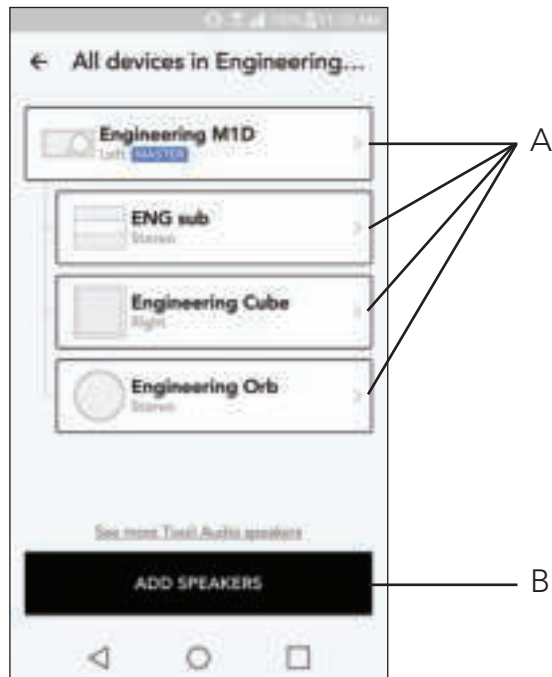 ← All devices in Engineering...
Engineering M1D
Left MASTER
ENG sub
Stereo
Engineering Cube
Right
Engineering Orb
Stereo
See more Tivoli Audio speakers
ADD SPEAKERS
A
B